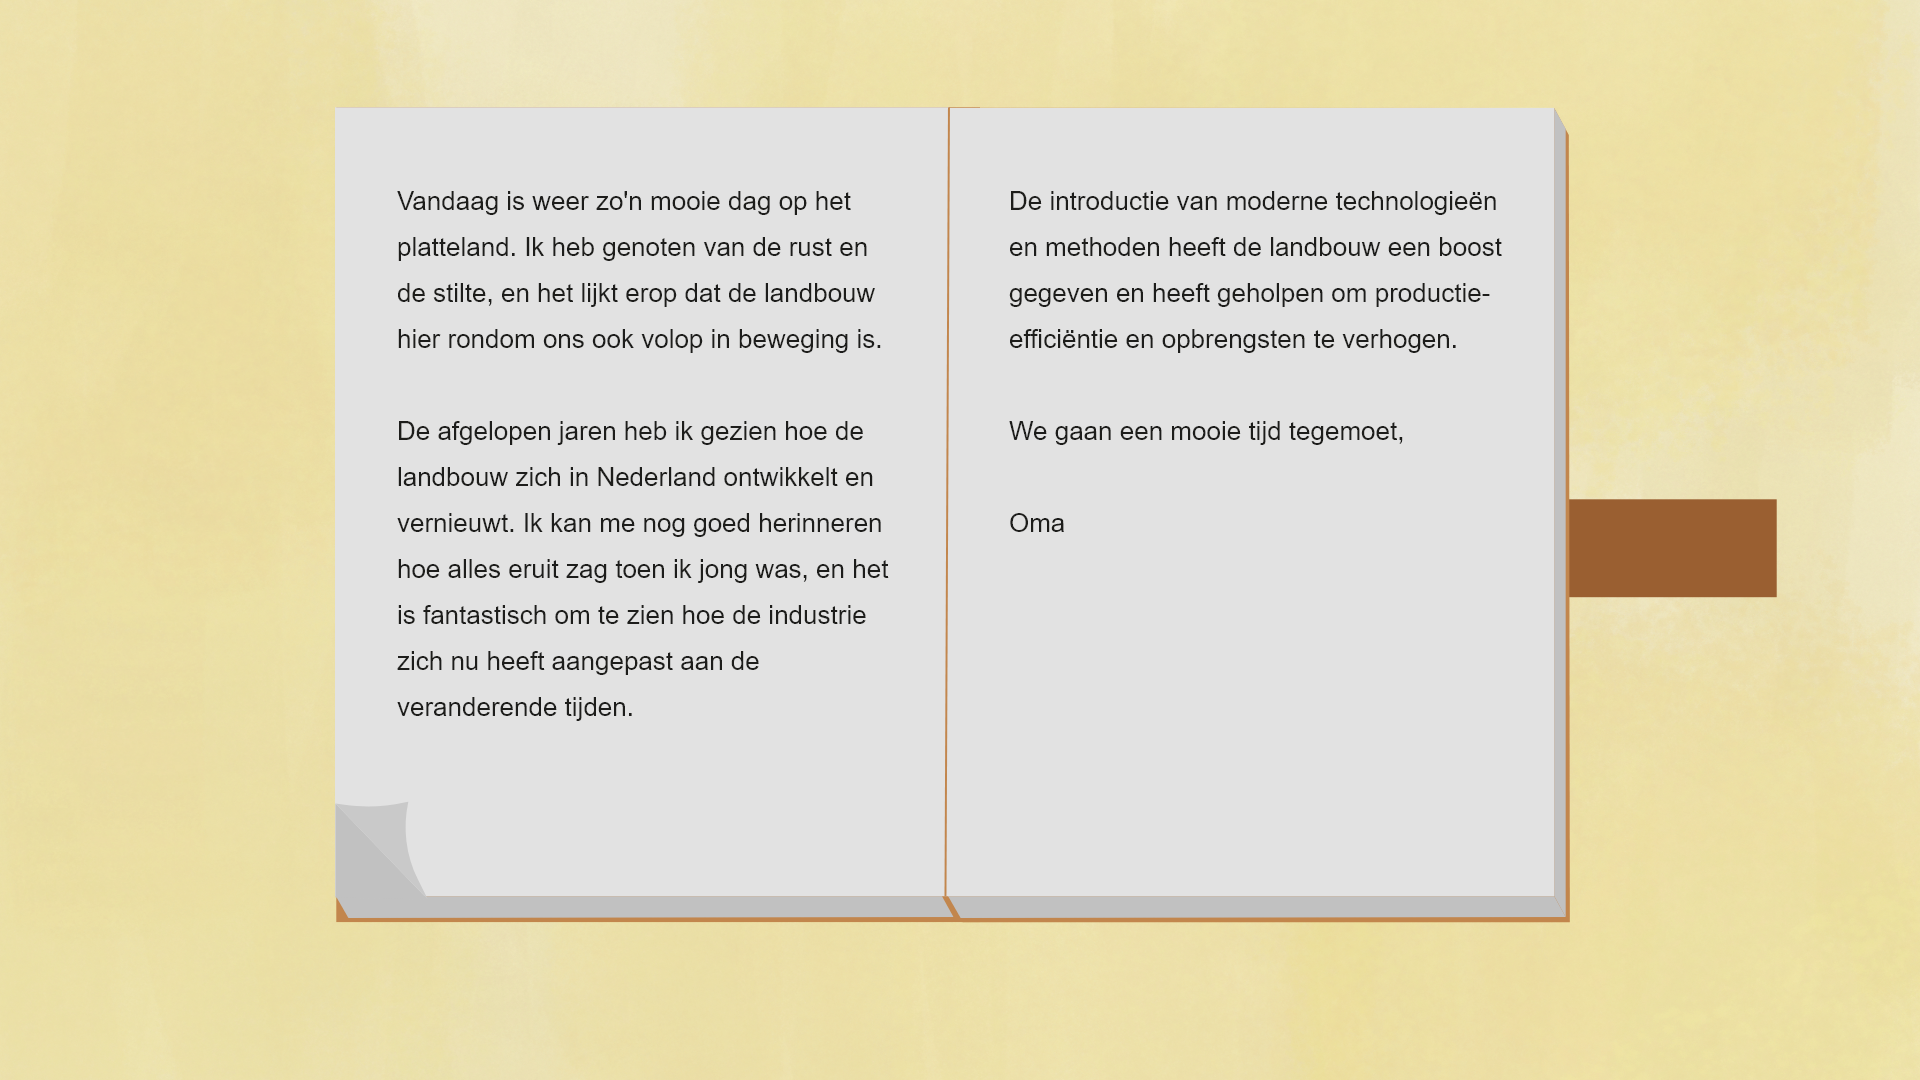 Vandaag is weer zo'n mooie dag op het
platteland. Ik heb genoten van de rust en
de stilte, en het lijkt erop dat de landbouw
hier rondom ons ook volop in beweging is.
De afgelopen jaren heb ik gezien hoe de
landbouw zich in Nederland ontwikkelt en
vernieuwt. Ik kan me nog goed herinneren
hoe alles eruit zag toen ik jong was, en het
is fantastisch om te zien hoe de industrie
zich nu heeft aangepast aan de
veranderende tijden.
De introductie van moderne technologieën
en methoden heeft de landbouw een boost
gegeven en heeft geholpen om productie-
efficiëntie en opbrengsten te verhogen.
We gaan een mooie tijd tegemoet,
Oma